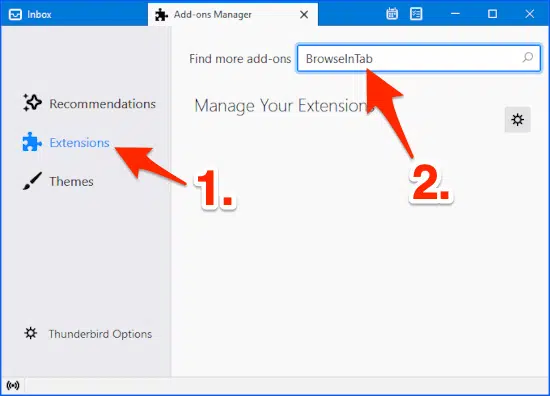 Inbox
Add-ons Manager
Find more add-ons
BrowseInTab
Recommendations
Manage Your Extensions
Extensions
Themes
1.
2.
Thunderbird Options